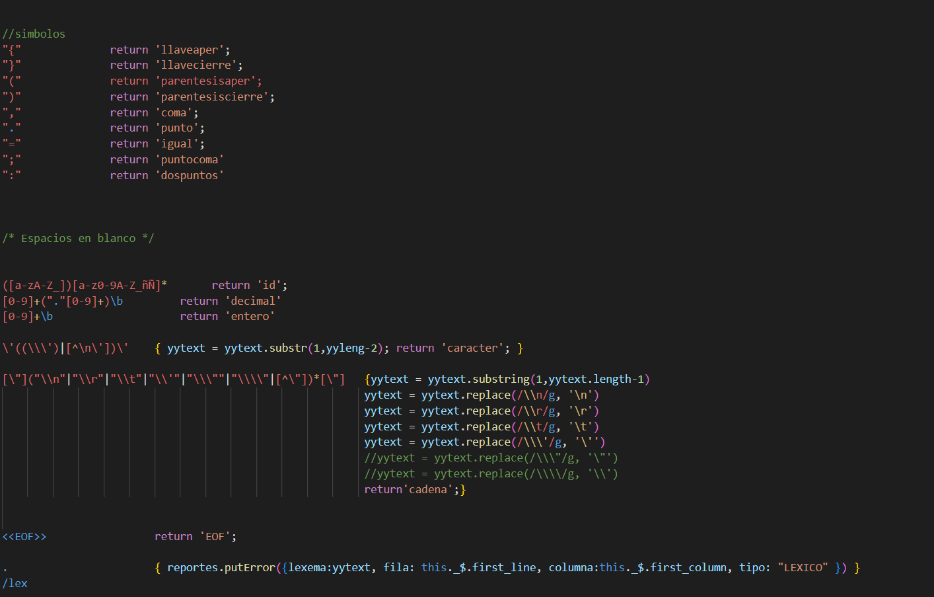 //simbolos
"{" return 'llaveaper';
"}" return 'llavecierre';
"(" return 'parentesisaper';
")" return 'parentesiscierre';
"," return 'coma';
"." return 'punto';
"=" return 'igual';
";" return 'puntocoma'
":" return 'dospuntos'
/* Espacios en blanco */
([a-zA-Z_])[a-z0-9A-Z_ñÑ]* return 'id';
[0-9]+("."[0-9]+)\b return 'decimal'
[0-9]+\b return 'entero'
\'((\\\')|[^\n\'])\' { yytext = yytext.substr(1,yyleng-2); return 'caracter'; }
[\"]("\\n"|"\\r"|"\\t"|"\\'"|"\\\""|"\\\\"|[^\"])*[\"] {yytext = yytext.substring(1,yytext.length-1)
yytext = yytext.replace(/\\n/g, '\n')
yytext = yytext.replace(/\\r/g, '\r')
yytext = yytext.replace(/\\t/g, '\t')
yytext = yytext.replace(/\\\'/g, '\'')
//yytext = yytext.replace(/\\\"/g, '\"')
//yytext = yytext.replace(/\\\\/g, '\\')
return'cadena';}
<<EOF>> return 'EOF';
. { reportes.putError({lexema:yytext, fila: this._$.first_line, columna:this._$.first_column, tipo: "LEXICO" }) }
/lex